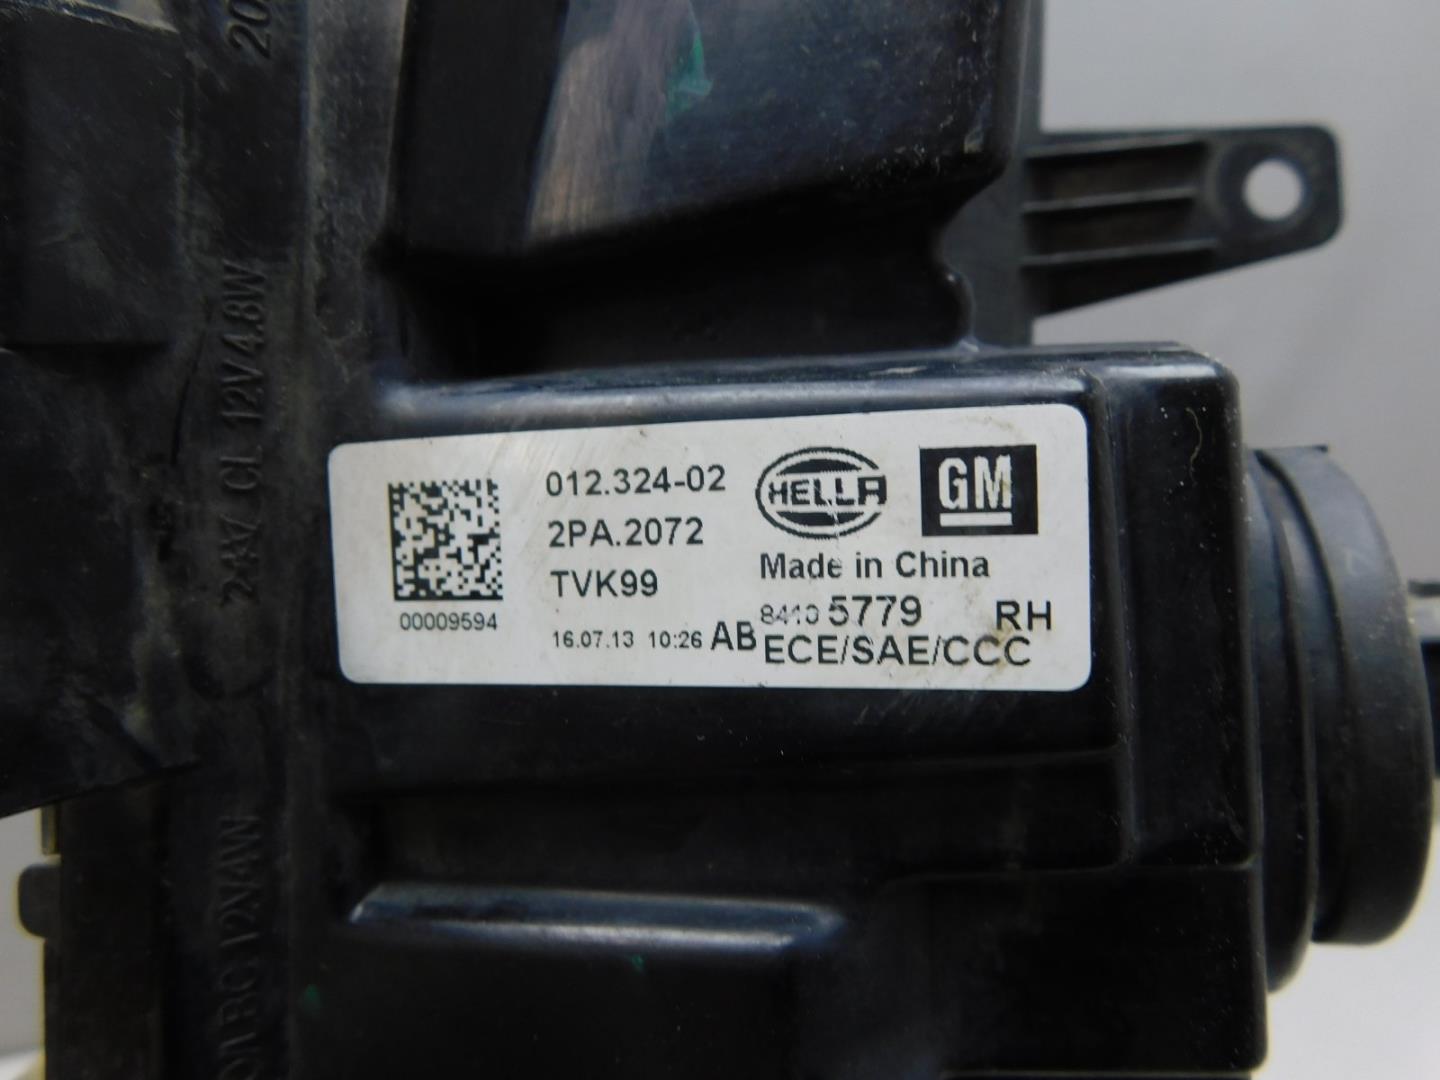 012.324-02
2PA.2072
TVK99
00009594
16.07.13 10:26 AB
HELLA
GM
Made in China
8410 5779 RH
ECE/SAE/CCC
CL 12V 4.8W